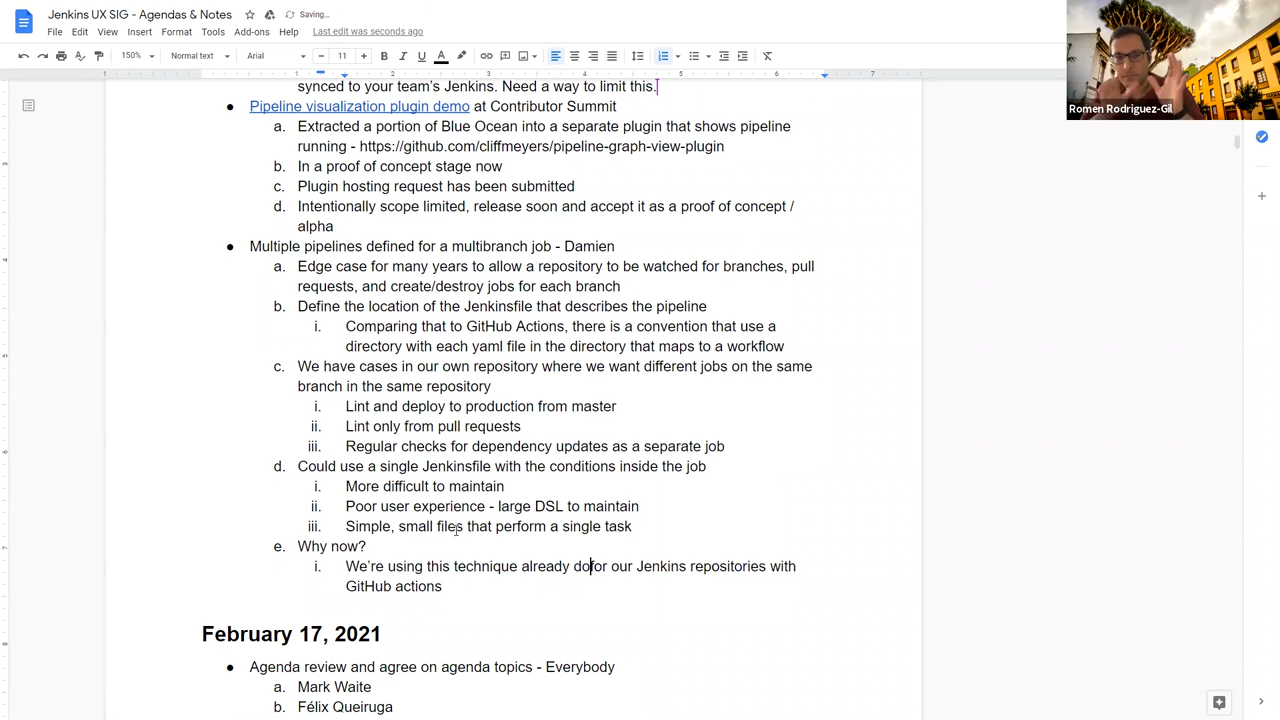 Jenkins UX SIG - Agendas & Notes
Saving...
File Edit View Insert Format Tools Add-ons Help Last edit was seconds ago
150% Normal text Arial 11
1 1 2 3 4 5 6 7
synced to your team's Jenkins. Need a way to limit this.
● Pipeline visualization plugin demo at Contributor Summit
a. Extracted a portion of Blue Ocean into a separate plugin that shows pipeline
running - https://github.com/cliffmeyers/pipeline-graph-view-plugin
b. In a proof of concept stage now
c. Plugin hosting request has been submitted
d. Intentionally scope limited, release soon and accept it as a proof of concept /
alpha
● Multiple pipelines defined for a multibranch job - Damien
a. Edge case for many years to allow a repository to be watched for branches, pull
requests, and create/destroy jobs for each branch
b. Define the location of the Jenkinsfile that describes the pipeline
i. Comparing that to GitHub Actions, there is a convention that use a
directory with each yaml file in the directory that maps to a workflow
c. We have cases in our own repository where we want different jobs on the same
branch in the same repository
i. Lint and deploy to production from master
ii. Lint only from pull requests
iii. Regular checks for dependency updates as a separate job
d. Could use a single Jenkinsfile with the conditions inside the job
i. More difficult to maintain
ii. Poor user experience - large DSL to maintain
iii. Simple, small files that perform a single task
e. Why now?
i. We're using this technique already dofor our Jenkins repositories with
GitHub actions
February 17, 2021
● Agenda review and agree on agenda topics - Everybody
a. Mark Waite
b. Félix Queiruga
Romen Rodriguez-Gil